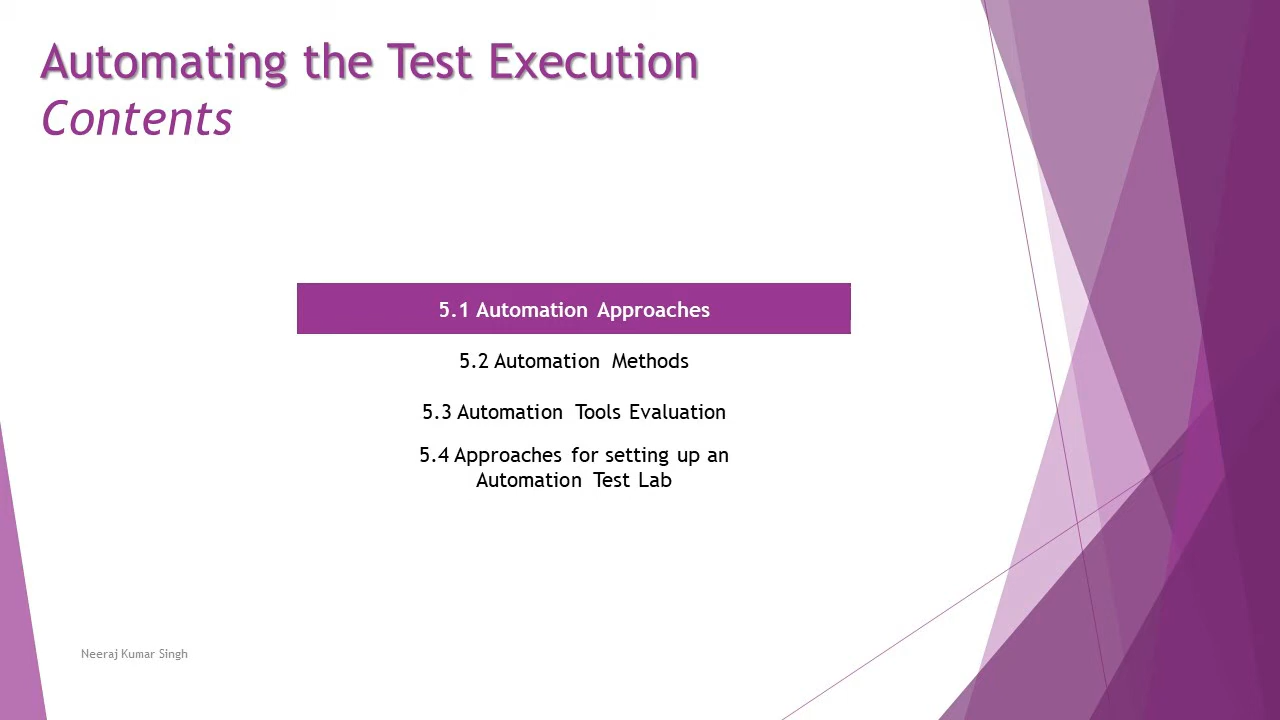 Automating the Test Execution
Contents
5.1 Automation Approaches
5.2 Automation Methods
5.3 Automation Tools Evaluation
5.4 Approaches for setting up an
Automation Test Lab
Neeraj Kumar Singh